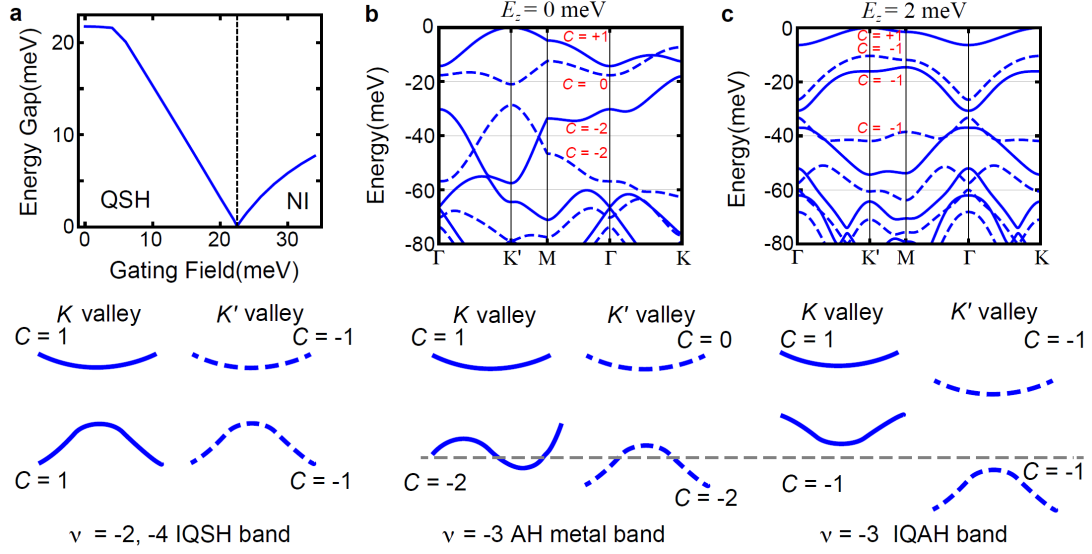 a
Energy Gap(meV)
20
10
0
QSH
NI
0
10
20
30
Gating Field(meV)
b
E_z = 0 meV
Energy(meV)
0
-20
-40
-60
-80
C = +1
C = 0
C = -2
C = -2
Γ
K'
M
Γ
K
c
E_z = 2 meV
Energy(meV)
0
-20
-40
-60
-80
C = +1
C = -1
C = -1
C = -1
Γ
K'
M
Γ
K
K valley
K' valley
C = 1
C = -1
C = 1
C = -1
ν = -2, -4 IQSH band
K valley
K' valley
C = 1
C = 0
C = -2
C = -2
ν = -3 AH metal band
K valley
K' valley
C = 1
C = -1
C = -1
C = -1
ν = -3 IQAH band